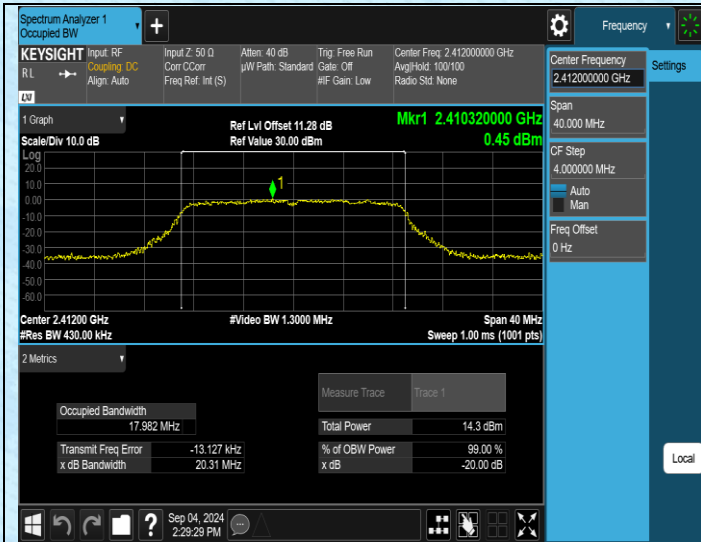 Spectrum Analyzer 1
Occupied BW
Frequency
KEYSIGHT
RL
LXI
Input: RF
Coupling: DC
Align: Auto
Input Z: 50 Ω
Corr CCorr
Freq Ref: Int (S)
Atten: 40 dB
µW Path: Standard
Trig: Free Run
Gate: Off
#IF Gain: Low
Center Freq: 2.412000000 GHz
Avg|Hold: 100/100
Radio Std: None
Center Frequency
2.412000000 GHz
Settings
Span
40.000 MHz
CF Step
4.000000 MHz
Auto
Man
Freq Offset
0 Hz
Local
1 Graph
Scale/Div 10.0 dB
Ref Lvl Offset 11.28 dB
Ref Value 30.00 dBm
Mkr1 2.410320000 GHz
0.45 dBm
Log
20.0
10.0
0.00
-10.0
-20.0
-30.0
-40.0
-50.0
-60.0
1
Center 2.41200 GHz
#Res BW 430.00 kHz
#Video BW 1.3000 MHz
Span 40 MHz
Sweep 1.00 ms (1001 pts)
2 Metrics
Measure Trace
Trace 1
Occupied Bandwidth
17.982 MHz
Total Power
14.3 dBm
Transmit Freq Error
-13.127 kHz
% of OBW Power
99.00 %
x dB Bandwidth
20.31 MHz
x dB
-20.00 dB
?
Sep 04, 2024
2:29:29 PM